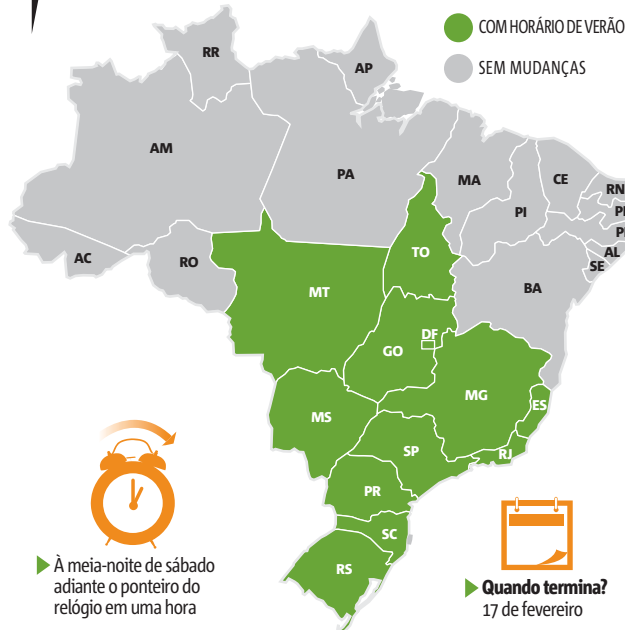 COM HORÁRIO DE VERÃO
SEM MUDANÇAS
RR
AP
AM
PA
MA
CE
RN
PI
AL
SE
AC
RO
TO
BA
MT
DF
GO
MG
ES
MS
SP
RJ
PR
SC
RS
À meia-noite de sábado
adiante o ponteiro do
relógio em uma hora
Quando termina?
17 de fevereiro